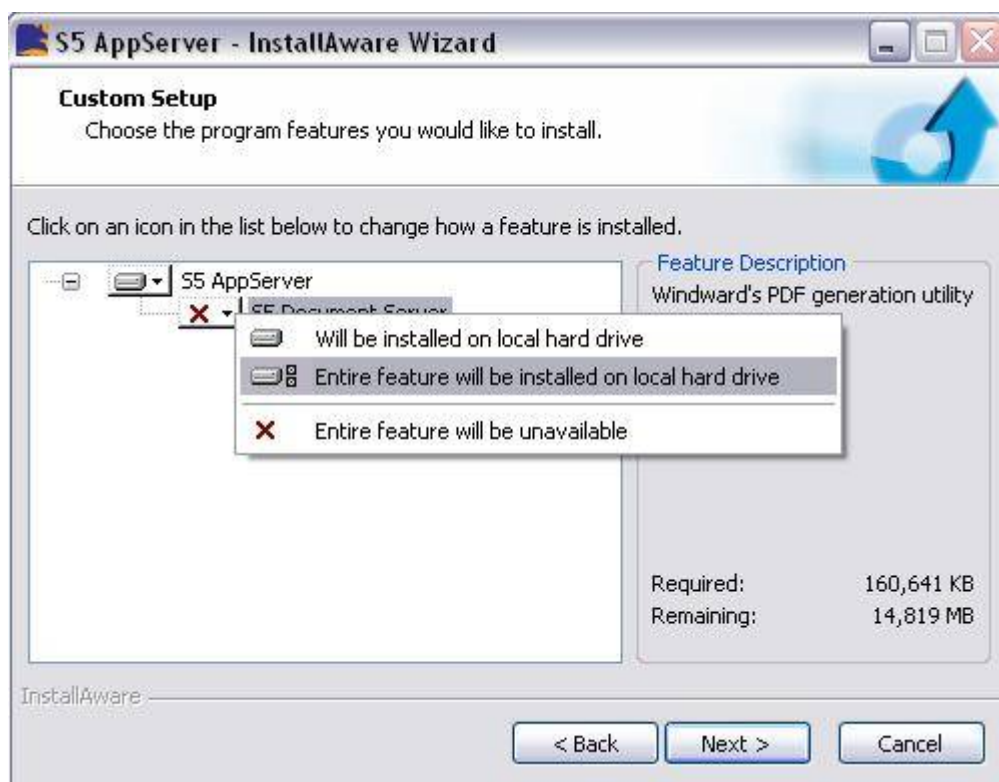 S5 AppServer - InstallAware Wizard
Custom Setup
Choose the program features you would like to install.
Click on an icon in the list below to change how a feature is installed.
S5 AppServer
S5 Document Server
Will be installed on local hard drive
Entire feature will be installed on local hard drive
Entire feature will be unavailable
Feature Description
Windward's PDF generation utility
Required: 160,641 KB
Remaining: 14,819 MB
InstallAware
< Back Next > Cancel